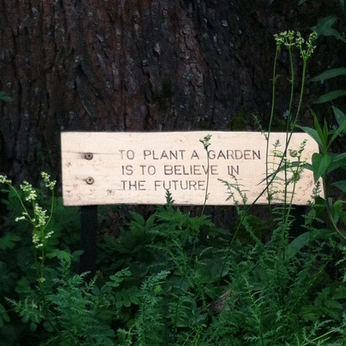 TO PLANT A GARDEN
IS TO BELIEVE IN
THE FUTURE